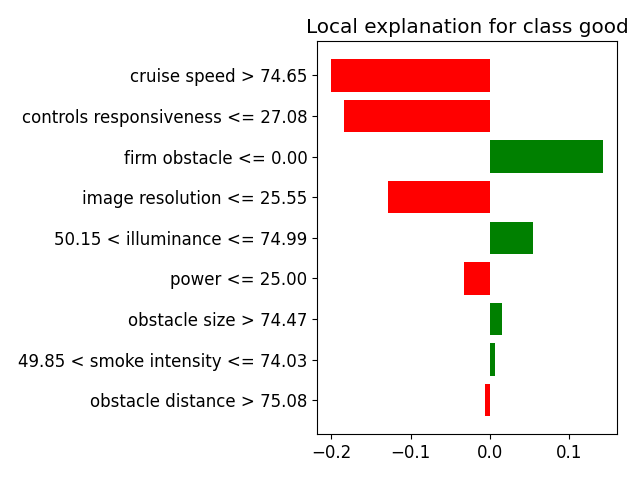 Local explanation for class good
cruise speed > 74.65
controls responsiveness <= 27.08
firm obstacle <= 0.00
image resolution <= 25.55
50.15 < illuminance <= 74.99
power <= 25.00
obstacle size > 74.47
49.85 < smoke intensity <= 74.03
obstacle distance > 75.08
−0.2 −0.1 0.0 0.1